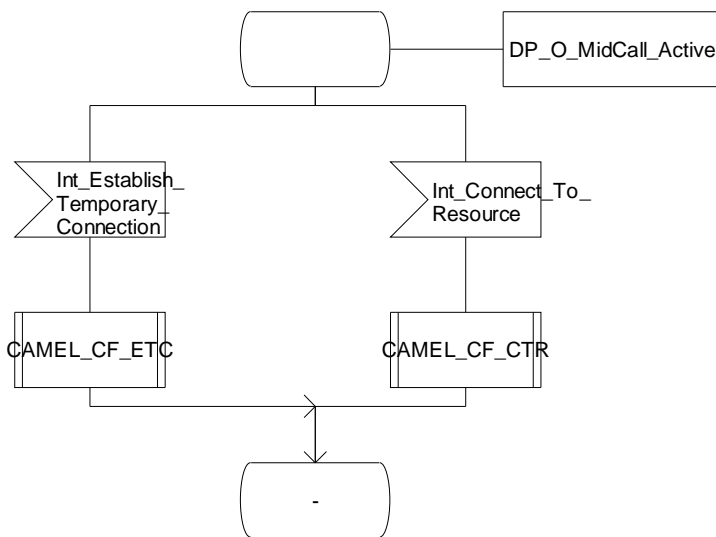 DP_O_MidCall_Active
Int_Establish_
Temporary_
Connection
Int_Connect_To_
Resource
CAMEL_CF_ETC
CAMEL_CF_CTR
-